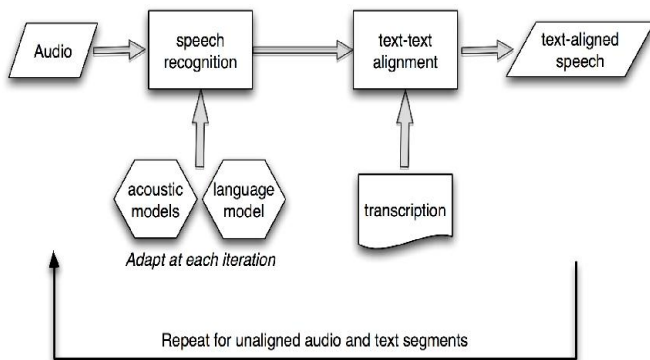 Audio
speech
recognition
text-text
alignment
text-aligned
speech
acoustic
models
language
model
transcription
Adapt at each iteration
Repeat for unaligned audio and text segments